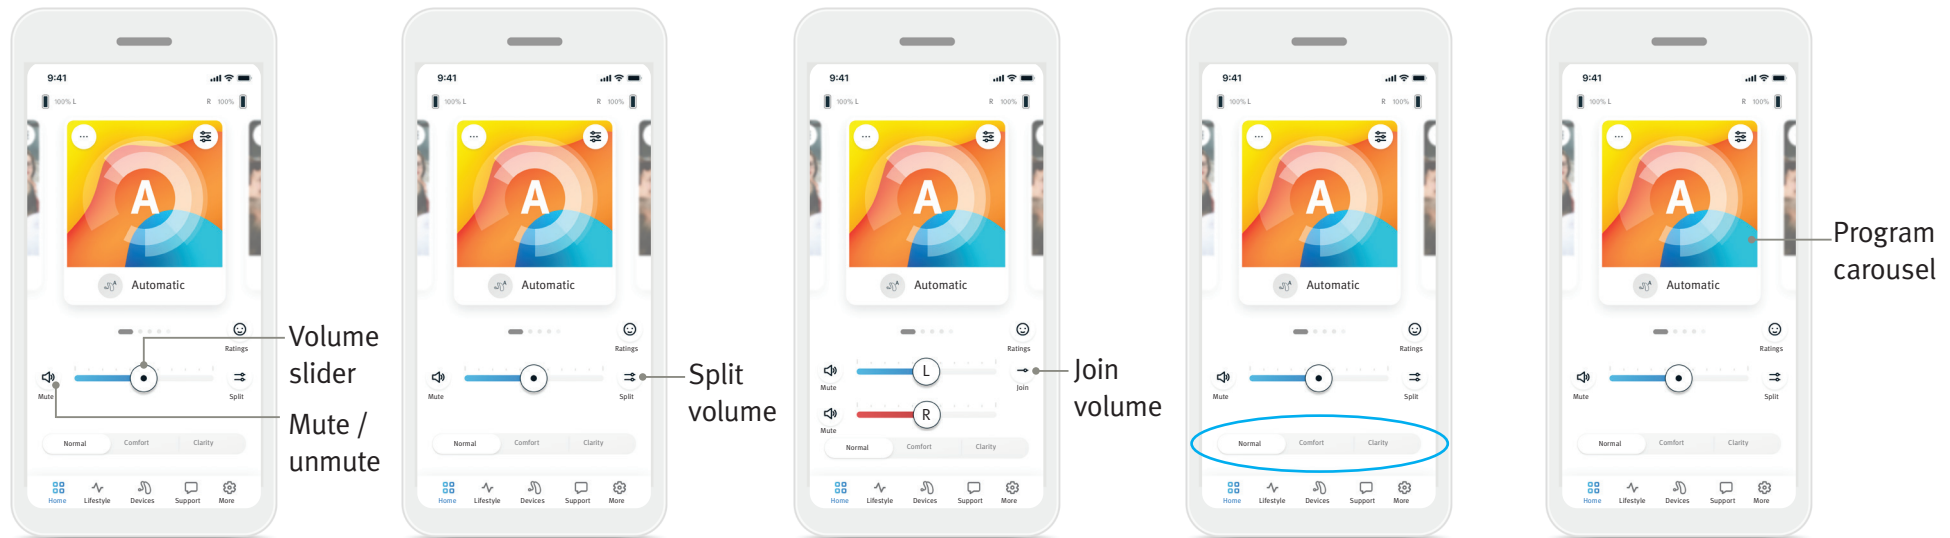 9:41
100% L
R 100%
A
Automatic
Ratings
Mute
Split
Normal Comfort Clarity
Home Lifestyle Devices Support More
Volume
slider
Mute /
unmute
9:41
100% L
R 100%
A
Automatic
Ratings
Mute
Split
Normal Comfort Clarity
Home Lifestyle Devices Support More
Split
volume
9:41
100% L
R 100%
A
Automatic
Ratings
L
Mute
Join
R
Mute
Normal Comfort Clarity
Home Lifestyle Devices Support More
Join
volume
9:41
100% L
R 100%
A
Automatic
Ratings
Mute
Split
Normal Comfort Clarity
Home Lifestyle Devices Support More
9:41
100% L
R 100%
A
Automatic
Ratings
Mute
Split
Normal Comfort Clarity
Home Lifestyle Devices Support More
Program
carousel